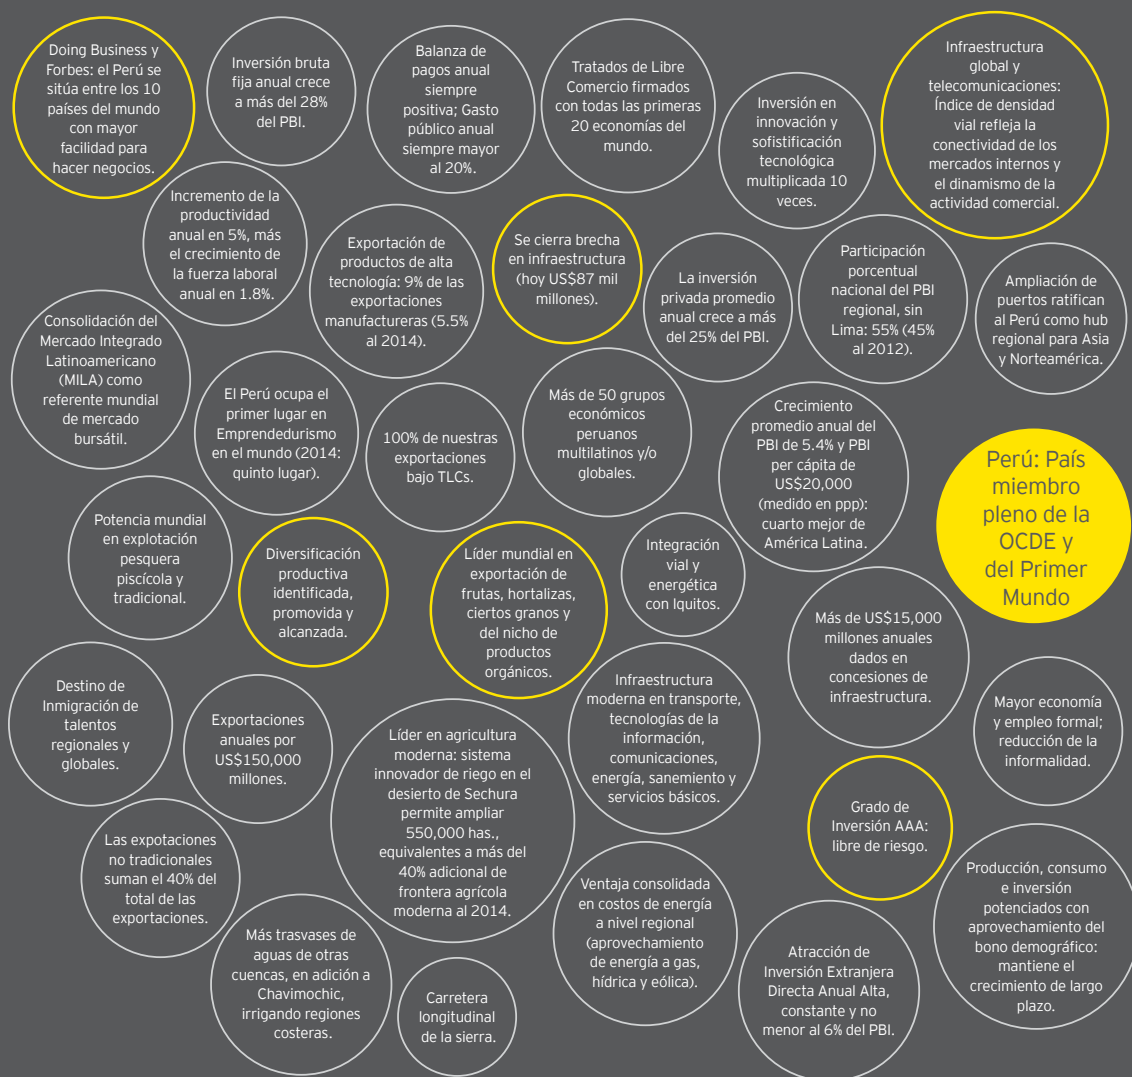 Doing Business y
Forbes: el Perú se
sitúa entre los 10
países del mundo
con mayor
facilidad para
hacer negocios.
Inversión bruta
fija anual crece
a más del 28%
del PBI.
Balanza de
pagos anual
siempre
positiva; Gasto
público anual
siempre mayor
al 20%.
Tratados de Libre
Comercio firmados
con todas las primeras
20 economías del
mundo.
Inversión en
innovación y
sofistificación
tecnológica
multiplicada 10
veces.
Infraestructura
global y
telecomunicaciones:
Índice de densidad
vial refleja la
conectividad de los
mercados internos y
el dinamismo de la
actividad comercial.
Incremento de la
productividad
anual en 5%, más
el crecimiento de
la fuerza laboral
anual en 1.8%.
Exportación de
productos de alta
tecnología: 9% de las
exportaciones
manufactureras (5.5%
al 2014).
Se cierra brecha
en infraestructura
(hoy US$87 mil
millones).
La inversión
privada promedio
anual crece a más
del 25% del PBI.
Participación
porcentual
nacional del PBI
regional, sin
Lima: 55% (45%
al 2012).
Ampliación de
puertos ratifican
al Perú como hub
regional para Asia
y Norteamérica.
Consolidación del
Mercado Integrado
Latinoamericano
(MILA) como
referente mundial
de mercado
bursátil.
El Perú ocupa el
primer lugar en
Emprendedurismo
en el mundo (2014:
quinto lugar).
100% de nuestras
exportaciones
bajo TLCs.
Más de 50 grupos
económicos
peruanos
multilatinos y/o
globales.
Crecimiento
promedio anual del
PBI de 5.4% y PBI
per cápita de
US$20,000
(medido en ppp):
cuarto mejor de
América Latina.
Perú: País
miembro
pleno de la
OCDE y
del Primer
Mundo
Potencia mundial
en explotación
pesquera
piscícola y
tradicional.
Diversificación
productiva
identificada,
promovida y
alcanzada.
Líder mundial en
exportación de
frutas, hortalizas,
ciertos granos y
del nicho de
productos
orgánicos.
Integración
vial y
energética
con Iquitos.
Más de US$15,000
millones anuales
dados en
concesiones de
infraestructura.
Destino de
Inmigración de
talentos
regionales y
globales.
Exportaciones
anuales por
US$150,000
millones.
Líder en agricultura
moderna: sistema
innovador de riego en el
desierto de Sechura
permite ampliar
550,000 has.,
equivalentes a más del
40% adicional de
frontera agrícola
moderna al 2014.
Infraestructura
moderna en transporte,
tecnologías de la
información,
comunicaciones,
energía, sanemiento y
servicios básicos.
Mayor economía
y empleo formal;
reducción de la
informalidad.
Grado de
Inversión AAA:
libre de riesgo.
Las expotaciones
no tradicionales
suman el 40% del
total de las
exportaciones.
Más trasvases de
aguas de otras
cuencas, en adición a
Chavimochic,
irrigando regiones
costeras.
Carretera
longitudinal
de la sierra.
Ventaja consolidada
en costos de energía
a nivel regional
(aprovechamiento
de energía a gas,
hídrica y eólica).
Atracción de
Inversión Extranjera
Directa Anual Alta,
constante y no
menor al 6% del PBI.
Producción, consumo
e inversión
potenciados con
aprovechamiento del
bono demográfico:
mantiene el
crecimiento de largo
plazo.